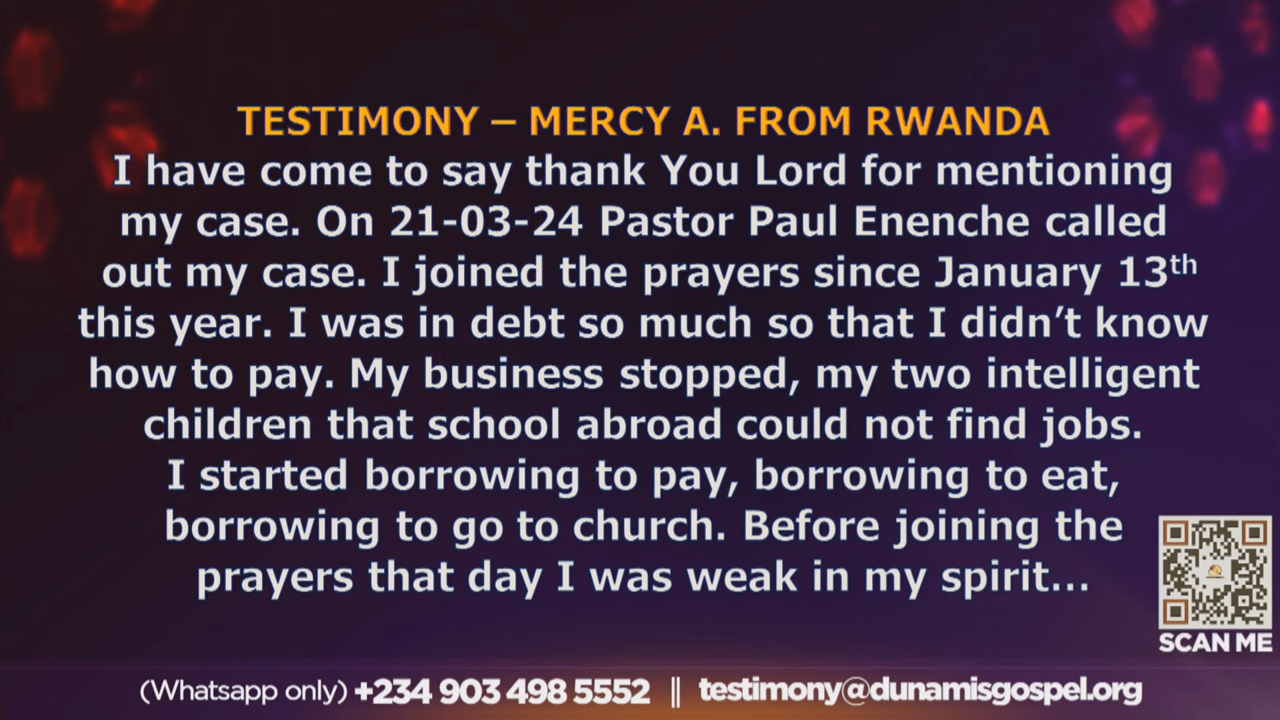 TESTIMONY – MERCY A. FROM RWANDA
I have come to say thank You Lord for mentioning
my case. On 21-03-24 Pastor Paul Enenche called
out my case. I joined the prayers since January 13th
this year. I was in debt so much so that I didn’t know
how to pay. My business stopped, my two intelligent
children that school abroad could not find jobs.
I started borrowing to pay, borrowing to eat,
borrowing to go to church. Before joining the
prayers that day I was weak in my spirit...
SCAN ME
(Whatsapp only) +234 903 498 5552 || testimony@dunamisgospel.org